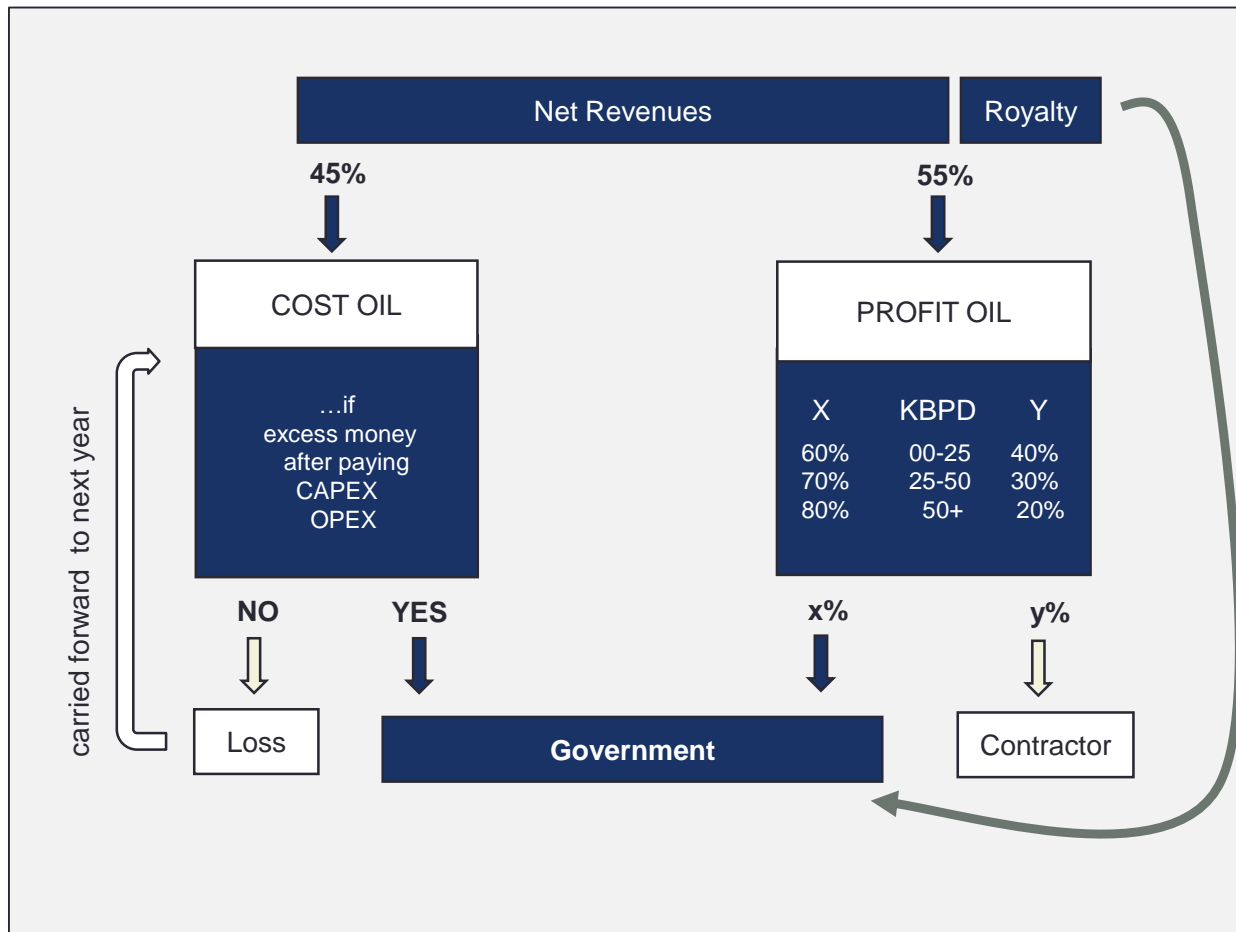 Net Revenues
Royalty
45%
55%
COST OIL
PROFIT OIL
…if
excess money
after paying
CAPEX
OPEX
X KBPD Y
60% 00-25 40%
70% 25-50 30%
80% 50+ 20%
carried forward to next year
NO
YES
x%
y%
Loss
Government
Contractor